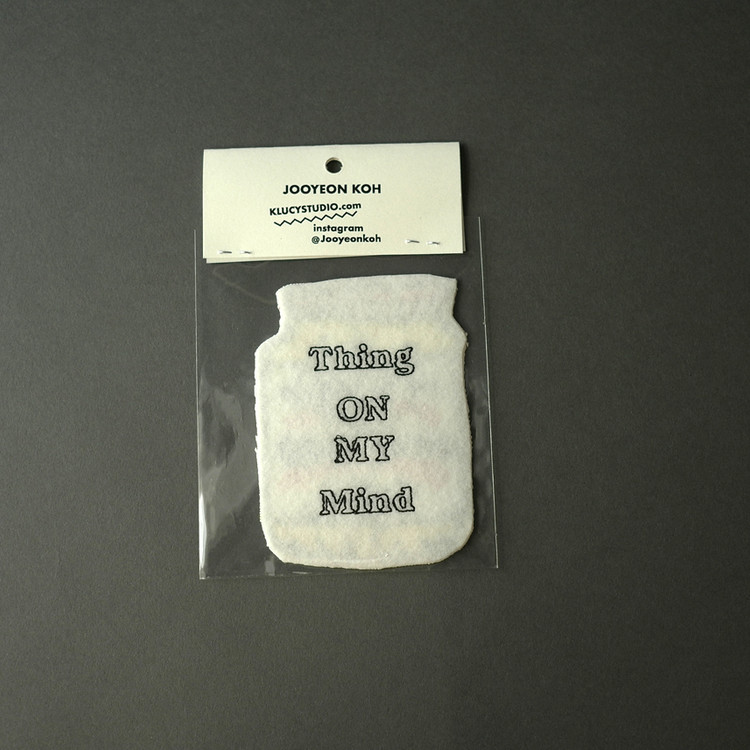 JOOYEON KOH
KLUCYSTUDIO.com
instagram
@Jooyeonkoh
Thing
ON
MY
Mind